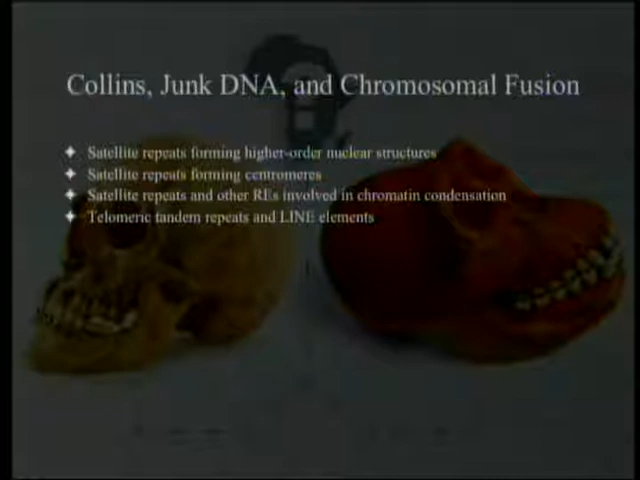 Collins, Junk DNA, and Chromosomal Fusion
Satellite repeats forming higher-order nuclear structures
Satellite repeats forming centromeres
Satellite repeats and other REs involved in chromatin condensation
Telomeric tandem repeats and LINE elements